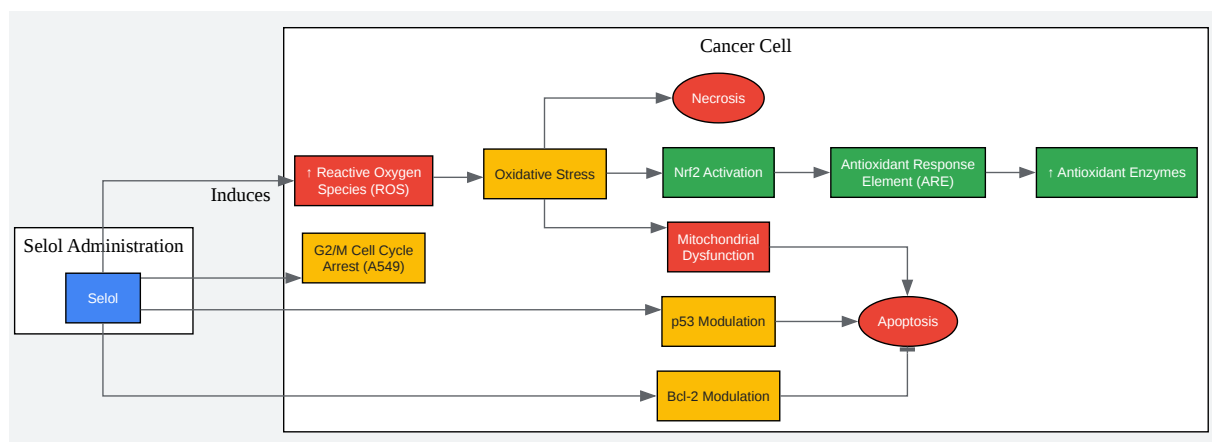 Cancer Cell
Necrosis
↑ Reactive Oxygen
Species (ROS)
Oxidative Stress
Nrf2 Activation
Antioxidant Response
Element (ARE)
↑ Antioxidant Enzymes
Induces
Selol Administration
Selol
G2/M Cell Cycle
Arrest (A549)
Mitochondrial
Dysfunction
p53 Modulation
Apoptosis
Bcl-2 Modulation